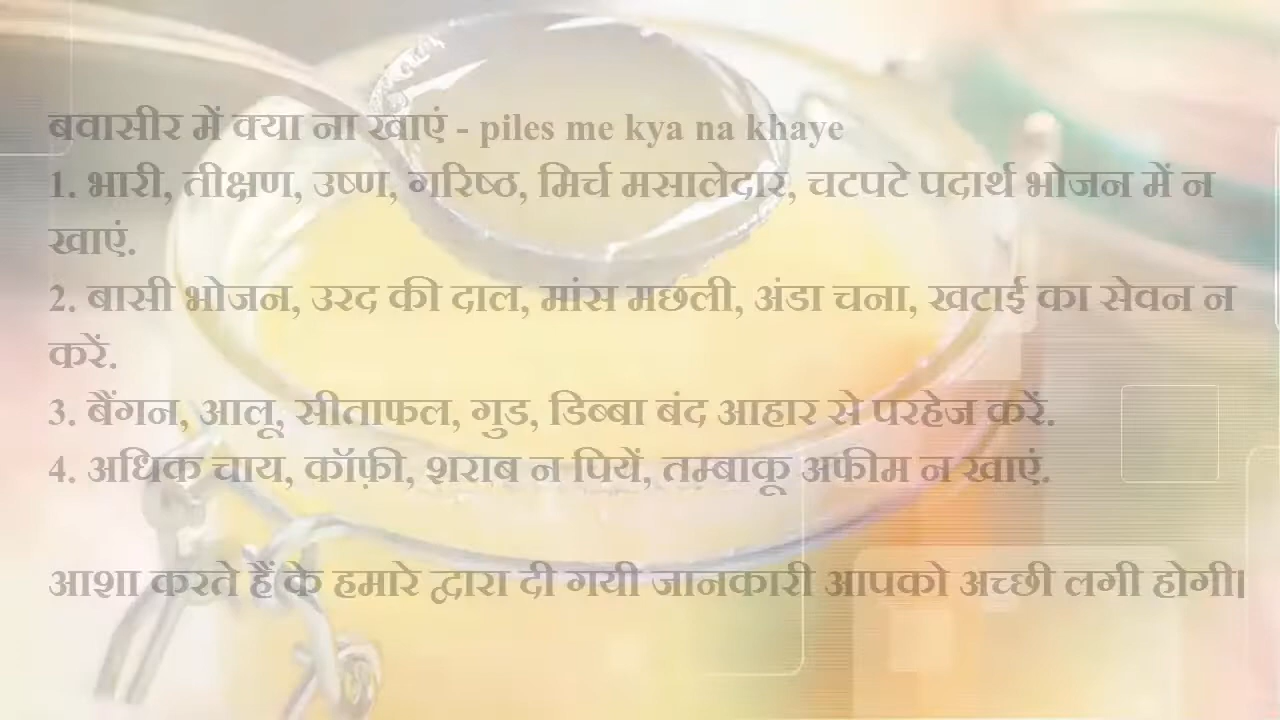 बवासीर में क्या ना खाएं - piles me kya na khaye
1. भारी, तीक्षण, उष्ण, गरिष्ठ, मिर्च मसालेदार, चटपटे पदार्थ भोजन में न
खाएं.
2. बासी भोजन, उरद की दाल, मांस मछली, अंडा चना, खटाई का सेवन न
करें.
3. बैंगन, आलू, सीताफल, गुड, डिब्बा बंद आहार से परहेज करें.
4. अधिक चाय, कॉफ़ी, शराब न पियें, तम्बाकू अफीम न खाएं.
आशा करते हैं के हमारे द्वारा दी गयी जानकारी आपको अच्छी लगी होगी।